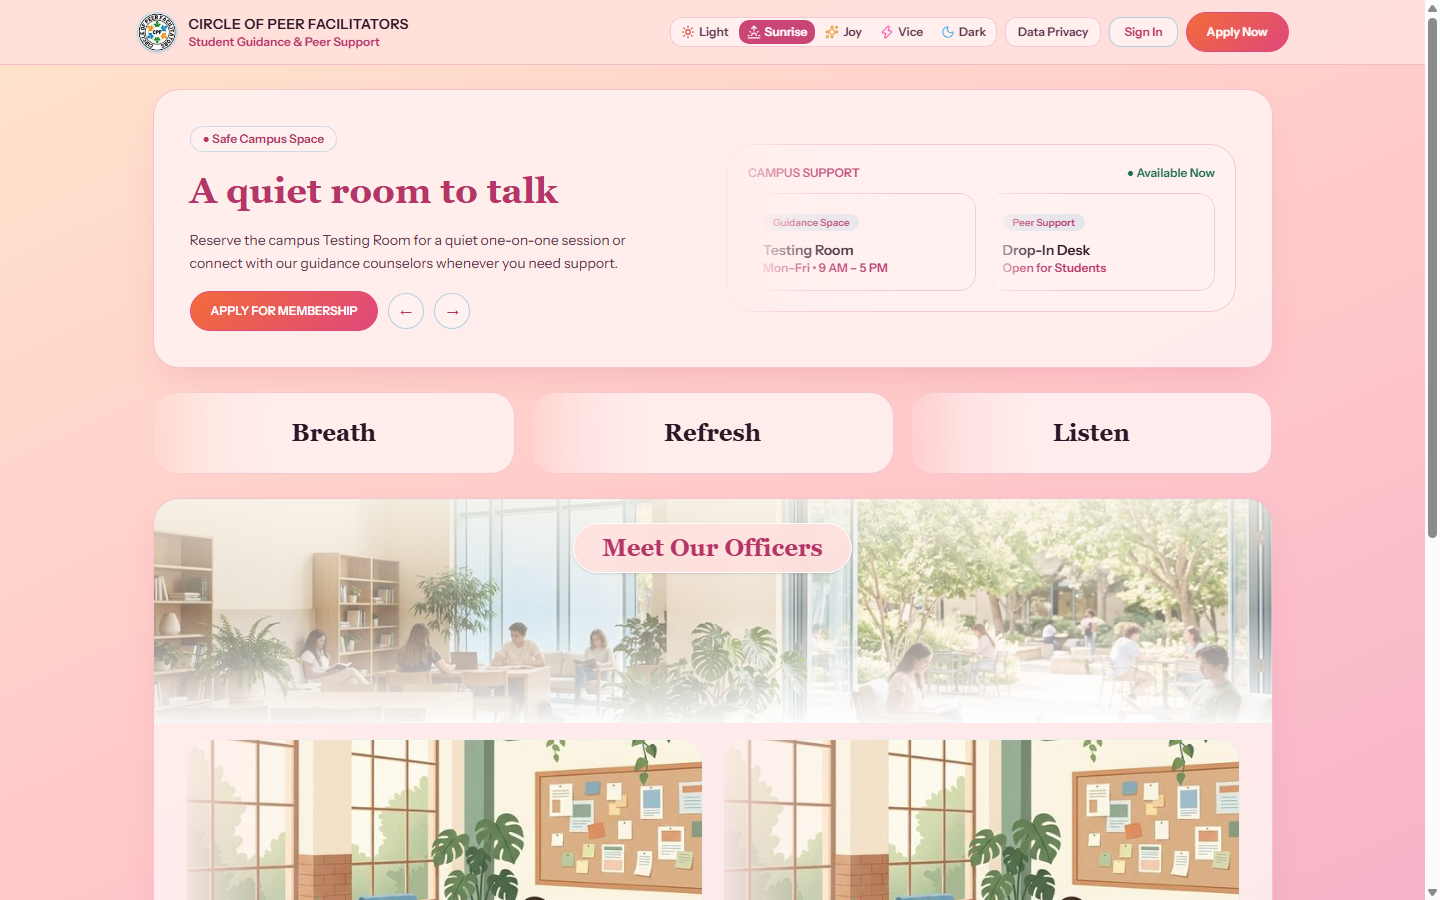 CIRCLE OF PEER FACILITATORS
Student Guidance & Peer Support
Light
Sunrise
Joy
Vice
Dark
Data Privacy
Sign In
Apply Now
● Safe Campus Space
A quiet room to talk
Reserve the campus Testing Room for a quiet one-on-one session or
connect with our guidance counselors whenever you need support.
APPLY FOR MEMBERSHIP
←
→
CAMPUS SUPPORT
● Available Now
Guidance Space
Testing Room
Mon–Fri • 9 AM – 5 PM
Peer Support
Drop-In Desk
Open for Students
Breath
Refresh
Listen
Meet Our Officers